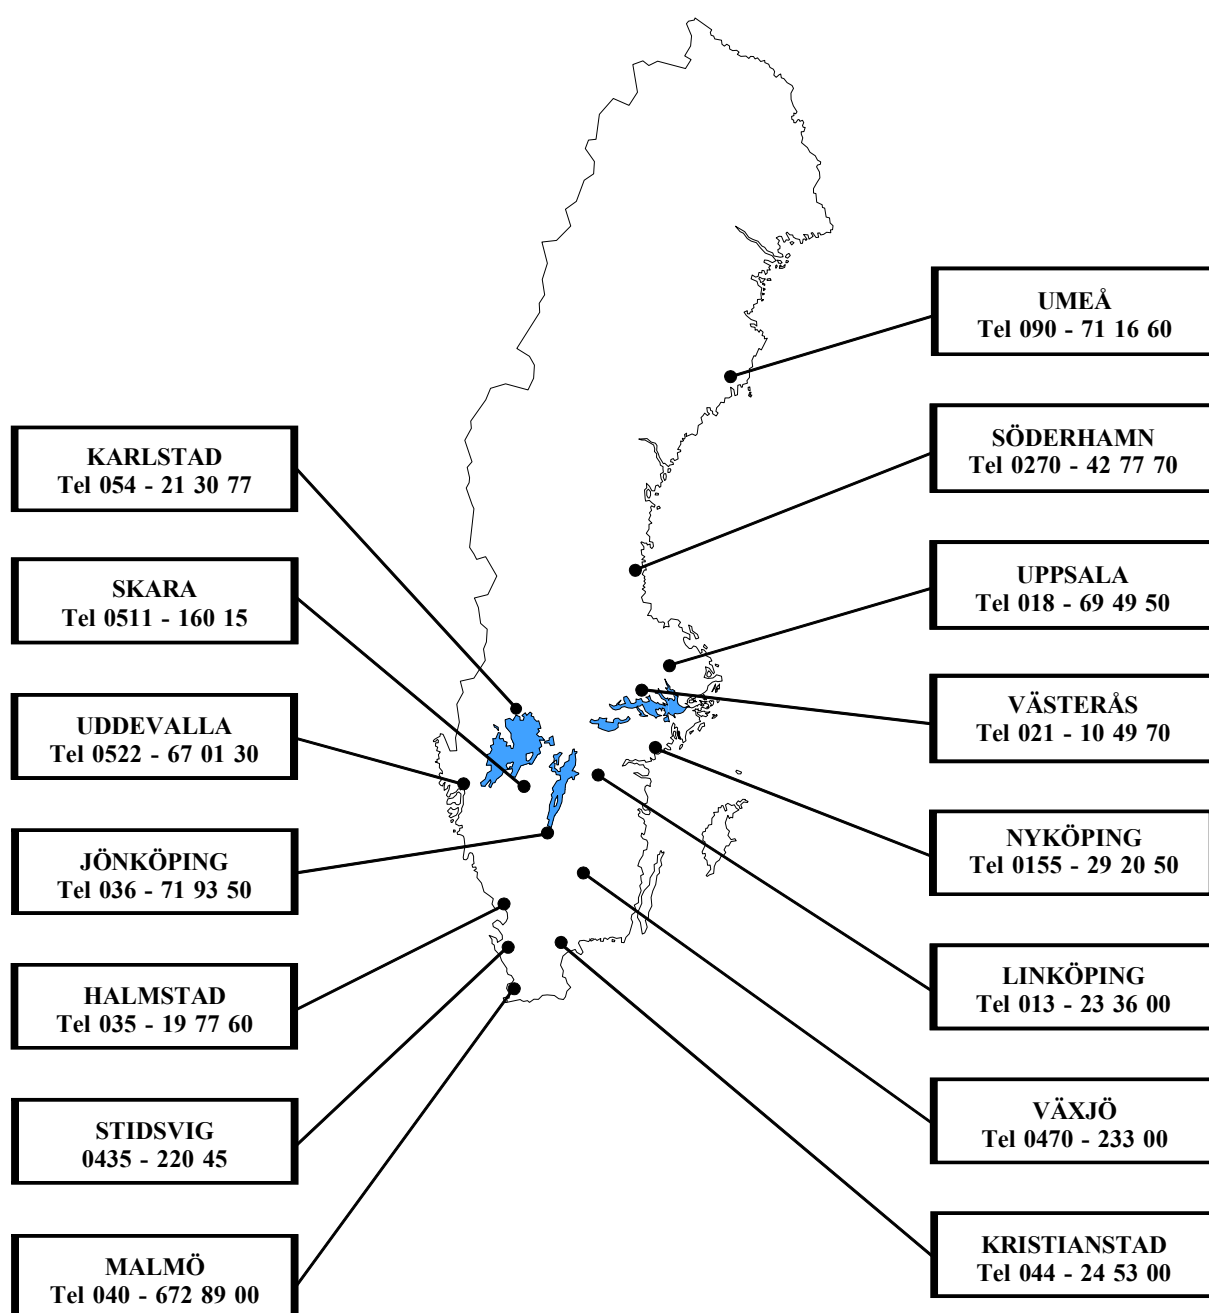 UMEÅ
Tel 090 - 71 16 60
SÖDERHAMN
Tel 0270 - 42 77 70
KARLSTAD
Tel 054 - 21 30 77
UPPSALA
Tel 018 - 69 49 50
SKARA
Tel 0511 - 160 15
VÄSTERÅS
Tel 021 - 10 49 70
UDDEVALLA
Tel 0522 - 67 01 30
NYKÖPING
Tel 0155 - 29 20 50
JÖNKÖPING
Tel 036 - 71 93 50
LINKÖPING
Tel 013 - 23 36 00
HALMSTAD
Tel 035 - 19 77 60
VÄXJÖ
Tel 0470 - 233 00
STIDSVIG
0435 - 220 45
KRISTIANSTAD
Tel 044 - 24 53 00
MALMÖ
Tel 040 - 672 89 00